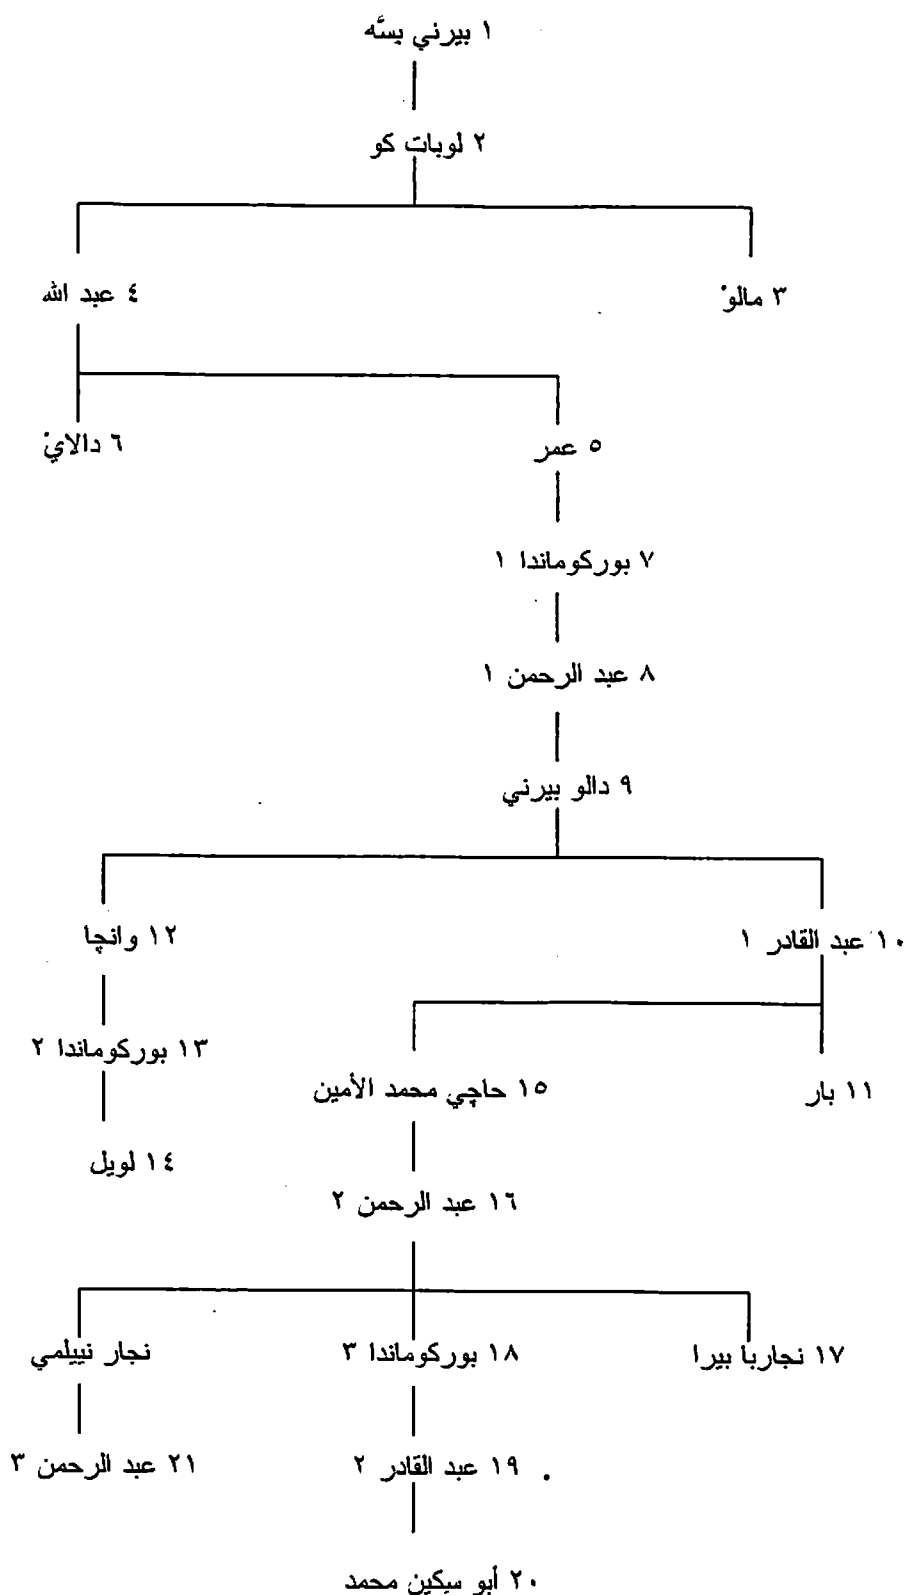 ١ بيرني بسَّه
٢ لوبات كو
٣ مالوْ
٤ عبد الله
٥ عمر
٦ دالايْ
٧ بوركوماندا ١
٨ عبد الرحمن ١
٩ دالو بيرني
١٠ عبد القادر ١
١٢ وانچا
١٣ بوركوماندا ٢
١١ بار
١٥ حاچي محمد الأمين
١٤ لويل
١٦ عبد الرحمن ٢
١٧ نجاربا بيرا
١٨ بوركوماندا ٣
نجار نييلمي
١٩ عبد القادر ٢
٢١ عبد الرحمن ٣
٢٠ أبو سكين محمد